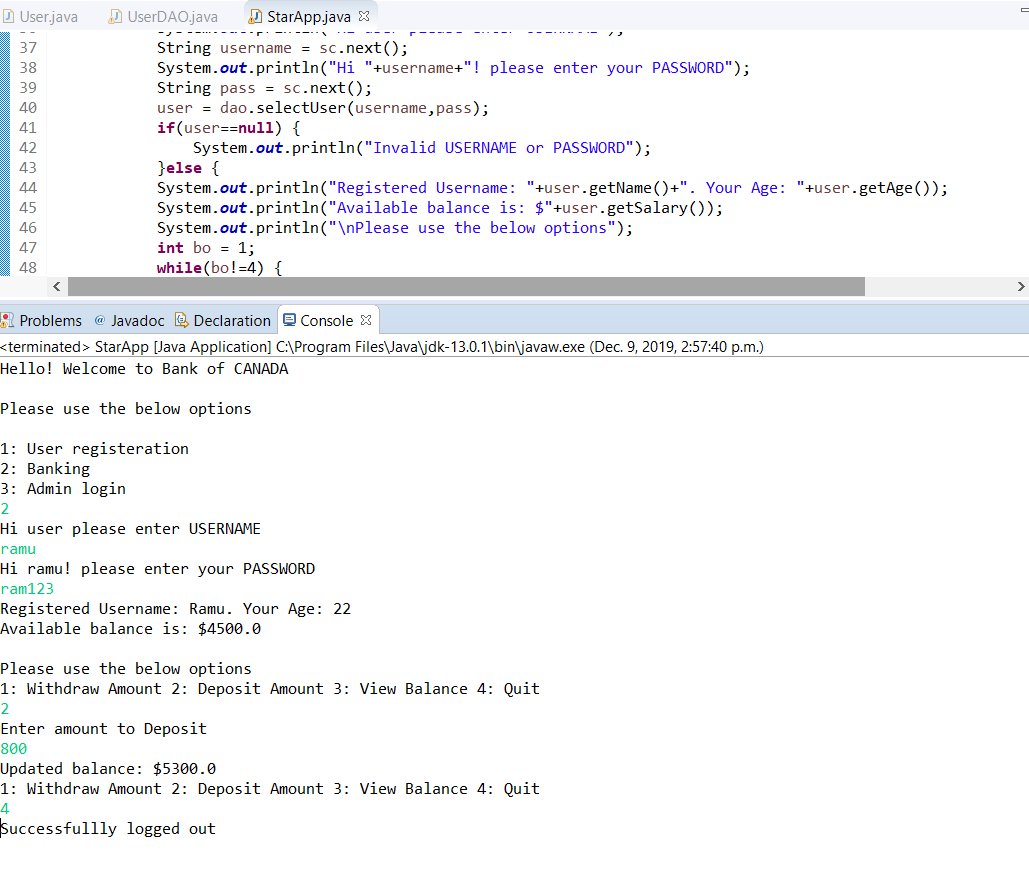 User.java UserDAO.java StarApp.java
37 String username = sc.next();
38 System.out.println("Hi "+username+"! please enter your PASSWORD");
39 String pass = sc.next();
40 user = dao.selectUser(username,pass);
41 if(user==null) {
42 System.out.println("Invalid USERNAME or PASSWORD");
43 }else {
44 System.out.println("Registered Username: "+user.getName()+". Your Age: "+user.getAge());
45 System.out.println("Available balance is: $"+user.getSalary());
46 System.out.println("\nPlease use the below options");
47 int bo = 1;
48 while(bo!=4) {
Problems @ Javadoc Declaration Console
<terminated> StarApp [Java Application] C:\Program Files\Java\jdk-13.0.1\bin\javaw.exe (Dec. 9, 2019, 2:57:40 p.m.)
Hello! Welcome to Bank of CANADA
Please use the below options
1: User registeration
2: Banking
3: Admin login
2
Hi user please enter USERNAME
ramu
Hi ramu! please enter your PASSWORD
ram123
Registered Username: Ramu. Your Age: 22
Available balance is: $4500.0
Please use the below options
1: Withdraw Amount 2: Deposit Amount 3: View Balance 4: Quit
2
Enter amount to Deposit
800
Updated balance: $5300.0
1: Withdraw Amount 2: Deposit Amount 3: View Balance 4: Quit
4
Successfullly logged out